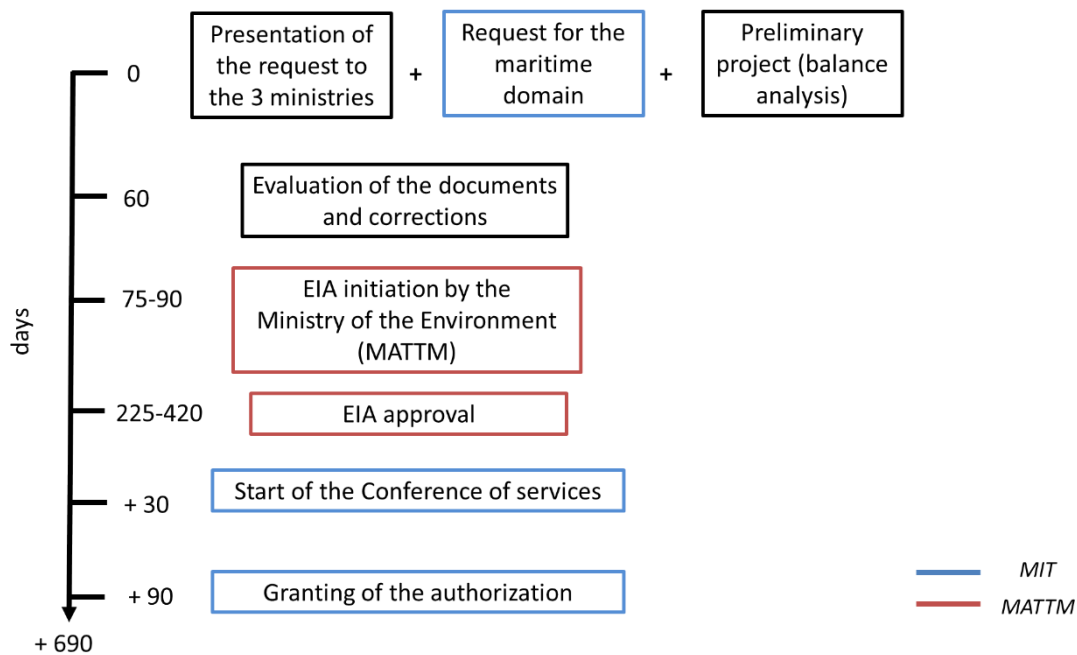 Presentation of
the request to
the 3 ministries
+
Request for the
maritime
domain
+
Preliminary
project (balance
analysis)
0
Evaluation of the documents
and corrections
60
EIA initiation by the
Ministry of the Environment
(MATTM)
75-90
days
EIA approval
225-420
Start of the Conference of services
+ 30
Granting of the authorization
+ 90
+ 690
MIT
MATTM